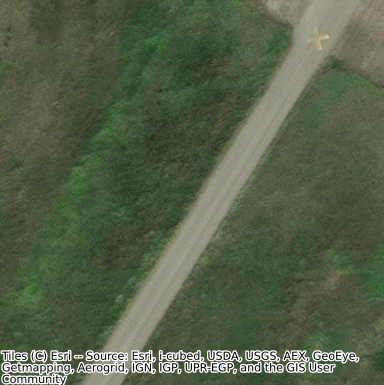 Tiles (C) Esri -- Source: Esri, i-cubed, USDA, USGS, AEX, GeoEye,
Getmapping, Aerogrid, IGN, IGP, UPR-EGP, and the GIS User
Community